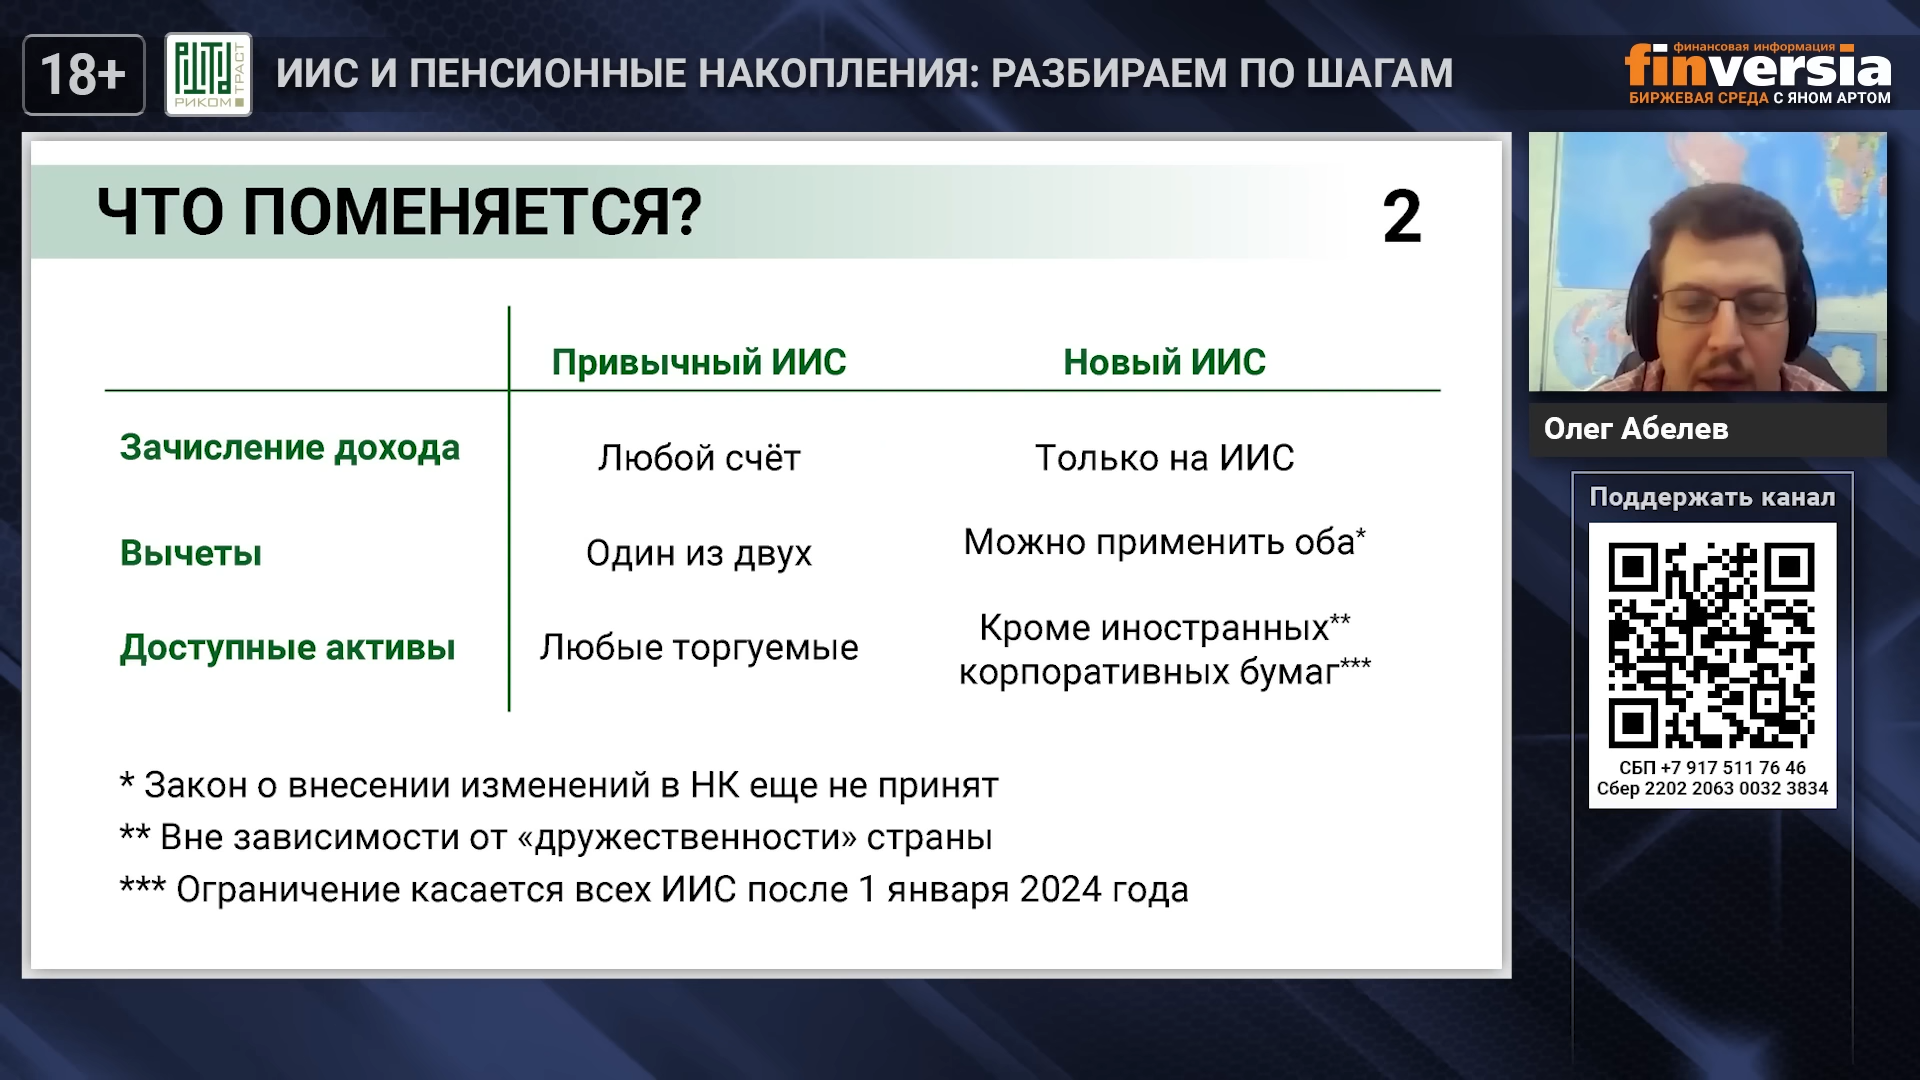 18+
РИКОМ
ТРАСТ
ИИС И ПЕНСИОННЫЕ НАКОПЛЕНИЯ: РАЗБИРАЕМ ПО ШАГАМ
финансовая информация
finversia
БИРЖЕВАЯ СРЕДА С ЯНОМ АРТОМ
ЧТО ПОМЕНЯЕТСЯ?
2
Привычный ИИС Новый ИИС
Зачисление дохода Любой счёт Только на ИИС
Вычеты Один из двух Можно применить оба*
Доступные активы Любые торгуемые Кроме иностранных**
корпоративных бумаг***
* Закон о внесении изменений в НК еще не принят
** Вне зависимости от «дружественности» страны
*** Ограничение касается всех ИИС после 1 января 2024 года
Олег Абелев
Поддержать канал
СБП +7 917 511 76 46
Сбер 2202 2063 0032 3834